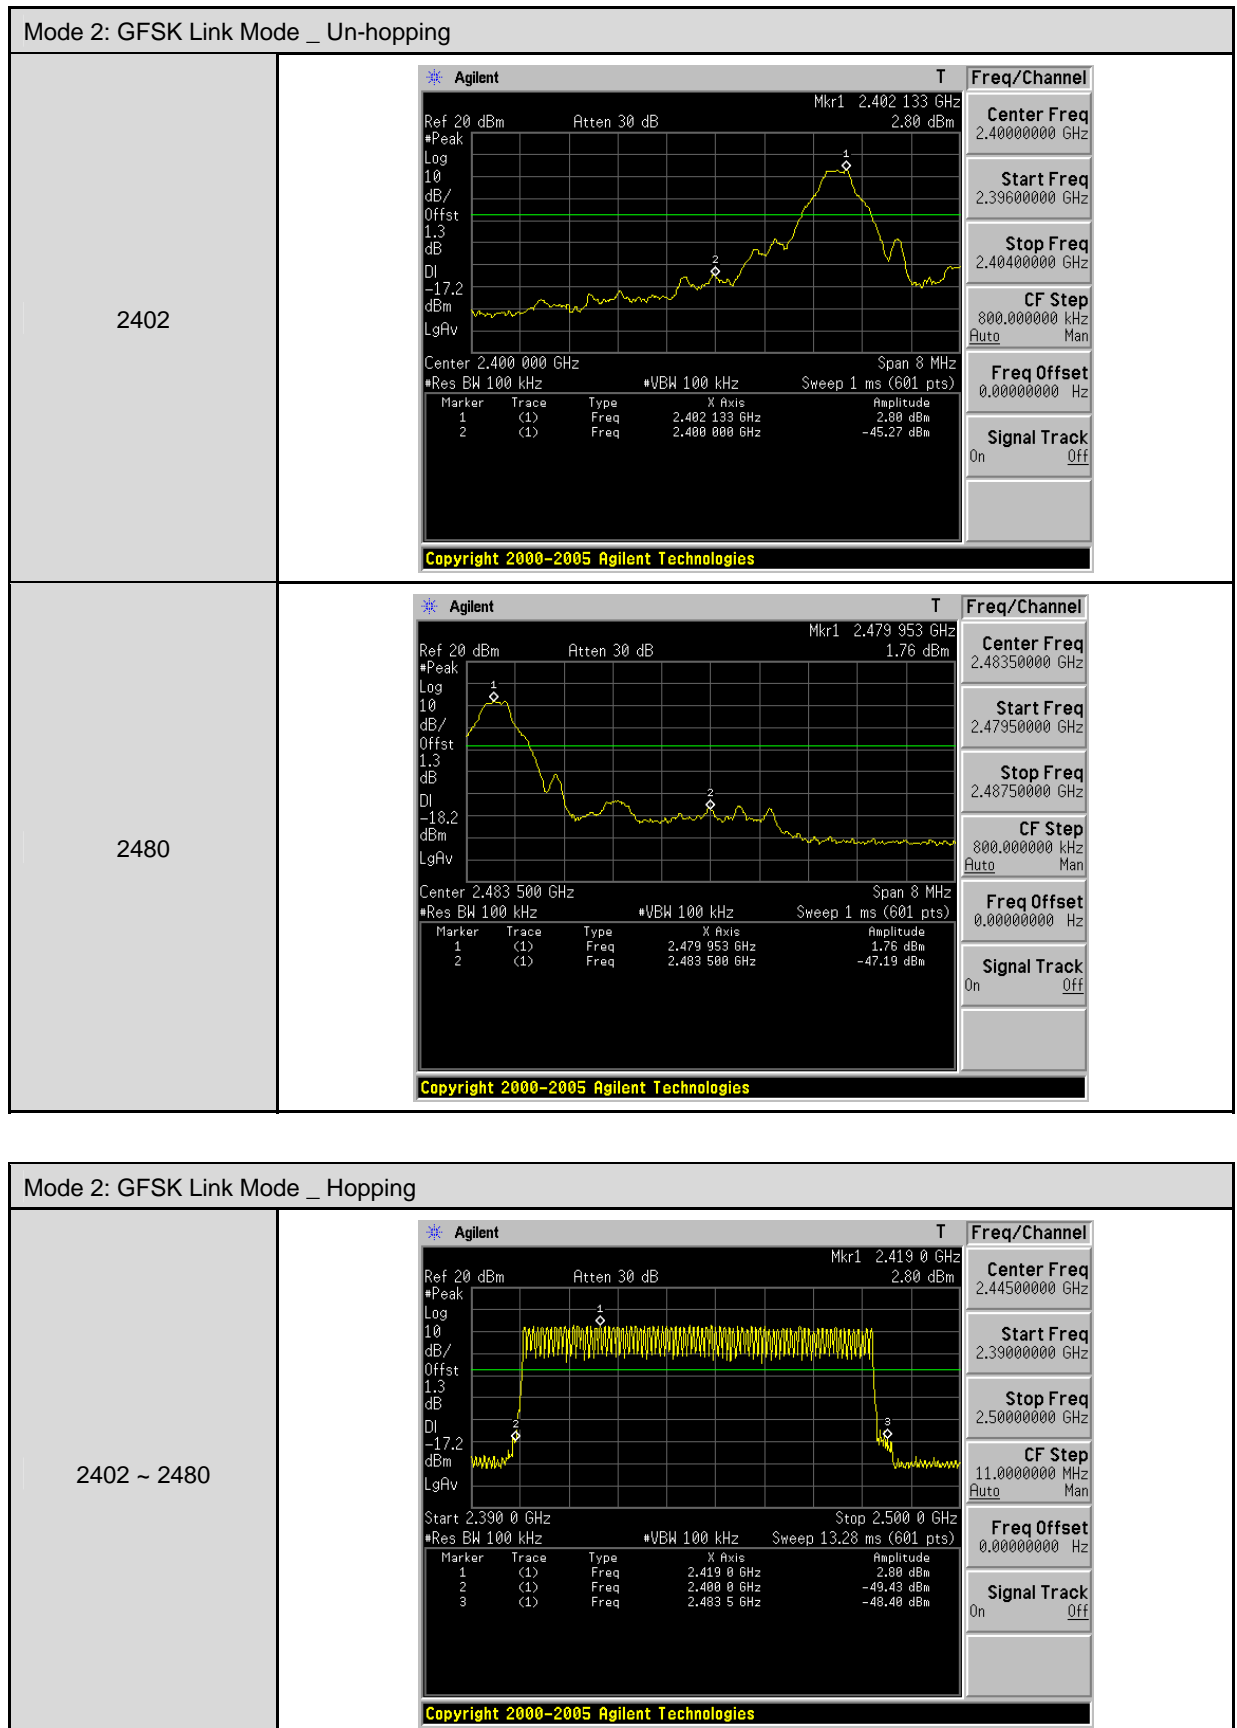 Mode 2: GFSK Link Mode _ Un-hopping
2402
Agilent T
Mkr1 2.402 133 GHz
Ref 20 dBm Atten 30 dB 2.80 dBm
#Peak
Log
10
dB/
Offst
1.3
dB
DI
-17.2
dBm
LgAv
1
2
Center 2.400 000 GHz Span 8 MHz
#Res BW 100 kHz #VBW 100 kHz Sweep 1 ms (601 pts)
Marker Trace Type X Axis Amplitude
1 (1) Freq 2.402 133 GHz 2.80 dBm
2 (1) Freq 2.400 000 GHz -45.27 dBm
Copyright 2000-2005 Agilent Technologies
Freq/Channel
Center Freq
2.40000000 GHz
Start Freq
2.39600000 GHz
Stop Freq
2.40400000 GHz
CF Step
800.000000 kHz
Auto Man
Freq Offset
0.00000000 Hz
Signal Track
On Off
2480
Agilent T
Mkr1 2.479 953 GHz
Ref 20 dBm Atten 30 dB 1.76 dBm
#Peak
Log
10
dB/
Offst
1.3
dB
DI
-18.2
dBm
LgAv
1
2
Center 2.483 500 GHz Span 8 MHz
#Res BW 100 kHz #VBW 100 kHz Sweep 1 ms (601 pts)
Marker Trace Type X Axis Amplitude
1 (1) Freq 2.479 953 GHz 1.76 dBm
2 (1) Freq 2.483 500 GHz -47.19 dBm
Copyright 2000-2005 Agilent Technologies
Freq/Channel
Center Freq
2.48350000 GHz
Start Freq
2.47950000 GHz
Stop Freq
2.48750000 GHz
CF Step
800.000000 kHz
Auto Man
Freq Offset
0.00000000 Hz
Signal Track
On Off
Mode 2: GFSK Link Mode _ Hopping
2402 ~ 2480
Agilent T
Mkr1 2.419 0 GHz
Ref 20 dBm Atten 30 dB 2.80 dBm
#Peak
Log
10
dB/
Offst
1.3
dB
DI
-17.2
dBm
LgAv
1
2
3
Start 2.390 0 GHz Stop 2.500 0 GHz
#Res BW 100 kHz #VBW 100 kHz Sweep 13.28 ms (601 pts)
Marker Trace Type X Axis Amplitude
1 (1) Freq 2.419 0 GHz 2.80 dBm
2 (1) Freq 2.400 0 GHz -49.43 dBm
3 (1) Freq 2.483 5 GHz -48.40 dBm
Copyright 2000-2005 Agilent Technologies
Freq/Channel
Center Freq
2.44500000 GHz
Start Freq
2.39000000 GHz
Stop Freq
2.50000000 GHz
CF Step
11.0000000 MHz
Auto Man
Freq Offset
0.00000000 Hz
Signal Track
On Off